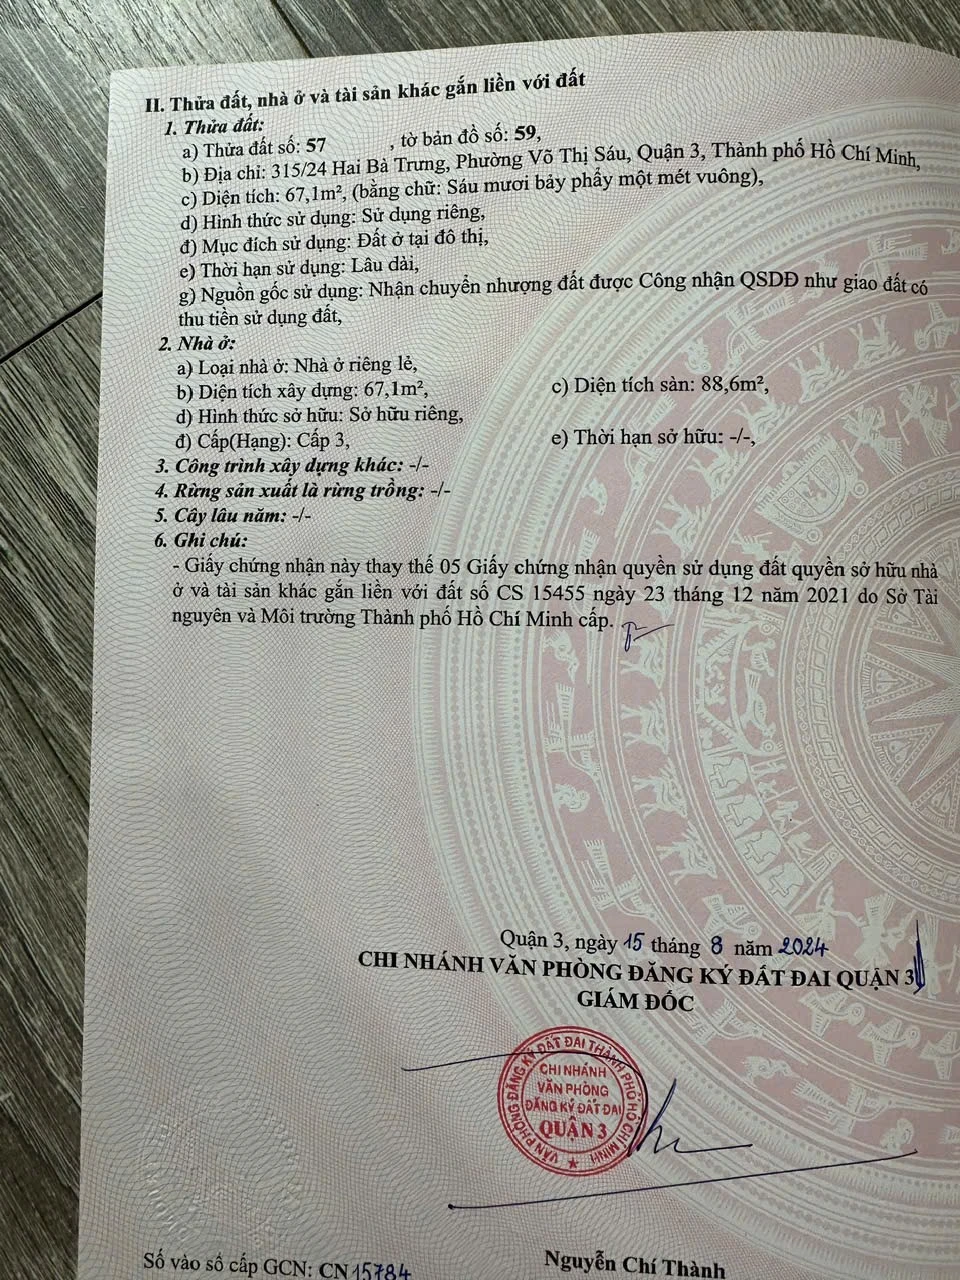 II. Thửa đất, nhà ở và tài sản khác gắn liền với đất
1. Thửa đất:
a) Thửa đất số: 57 , tờ bản đồ số: 59,
b) Địa chỉ: 315/24 Hai Bà Trưng, Phường Võ Thị Sáu, Quận 3, Thành phố Hồ Chí Minh,
c) Diện tích: 67,1m², (bằng chữ: Sáu mươi bảy phẩy một mét vuông),
d) Hình thức sử dụng: Sử dụng riêng,
đ) Mục đích sử dụng: Đất ở tại đô thị,
e) Thời hạn sử dụng: Lâu dài,
g) Nguồn gốc sử dụng: Nhận chuyển nhượng đất được Công nhận QSDĐ như giao đất có
thu tiền sử dụng đất,
2. Nhà ở:
a) Loại nhà ở: Nhà ở riêng lẻ,
b) Diện tích xây dựng: 67,1m², c) Diện tích sàn: 88,6m²,
d) Hình thức sở hữu: Sở hữu riêng,
đ) Cấp(Hạng): Cấp 3, e) Thời hạn sở hữu: -/-,
3. Công trình xây dựng khác: -/-
4. Rừng sản xuất là rừng trồng: -/-
5. Cây lâu năm: -/-
6. Ghi chú:
- Giấy chứng nhận này thay thế 05 Giấy chứng nhận quyền sử dụng đất quyền sở hữu nhà
ở và tài sản khác gắn liền với đất số CS 15455 ngày 23 tháng 12 năm 2021 do Sở Tài
nguyên và Môi trường Thành phố Hồ Chí Minh cấp.
Quận 3, ngày 15 tháng 8 năm 2024
CHI NHÁNH VĂN PHÒNG ĐĂNG KÝ ĐẤT ĐAI QUẬN 3
GIÁM ĐỐC
VĂN PHÒNG ĐĂNG KÝ ĐẤT ĐAI THÀNH PHỐ HỒ CHÍ MINH
CHI NHÁNH
VĂN PHÒNG
ĐĂNG KÝ ĐẤT ĐAI
QUẬN 3
Số vào sổ cấp GCN: CN 15784
Nguyễn Chí Thành